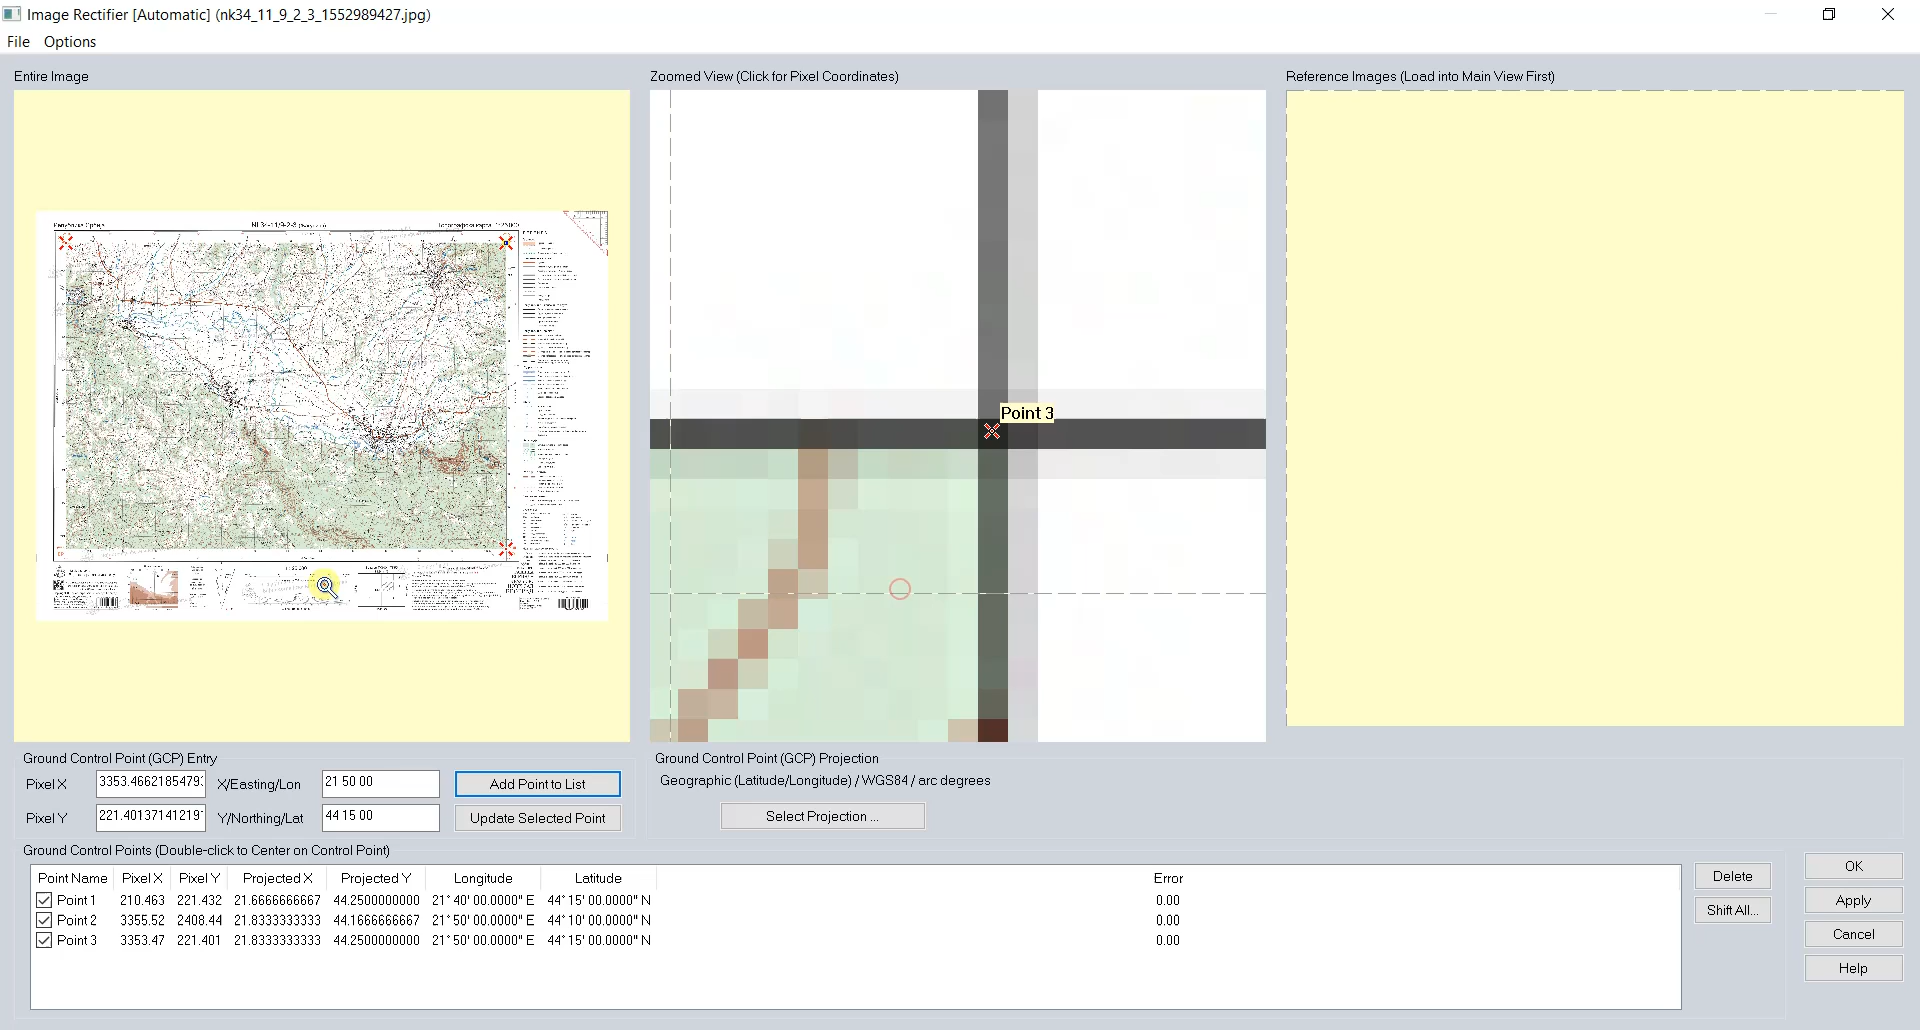 Image Rectifier [Automatic] (nk34_11_9_2_3_1552989427.jpg)
File Options
Entire Image
Zoomed View (Click for Pixel Coordinates)
Reference Images (Load into Main View First)
Република Србија
Point 3
Ground Control Point (GCP) Entry
Pixel X 3353.46621854793 X/Easting/Lon 21 50 00 Add Point to List
Pixel Y 221.40137141219 Y/Northing/Lat 44 15 00 Update Selected Point
Ground Control Point (GCP) Projection
Geographic (Latitude/Longitude) / WGS84 / arc degrees
Select Projection ...
Ground Control Points (Double-click to Center on Control Point)
Point Name Pixel X Pixel Y Projected X Projected Y Longitude Latitude Error
Point 1 210.463 221.432 21.6666666667 44.2500000000 21° 40' 00.0000" E 44° 15' 00.0000" N 0.00
Point 2 3355.52 2408.44 21.8333333333 44.1666666667 21° 50' 00.0000" E 44° 10' 00.0000" N 0.00
Point 3 3353.47 221.401 21.8333333333 44.2500000000 21° 50' 00.0000" E 44° 15' 00.0000" N 0.00
Delete
Shift All...
OK
Apply
Cancel
Help